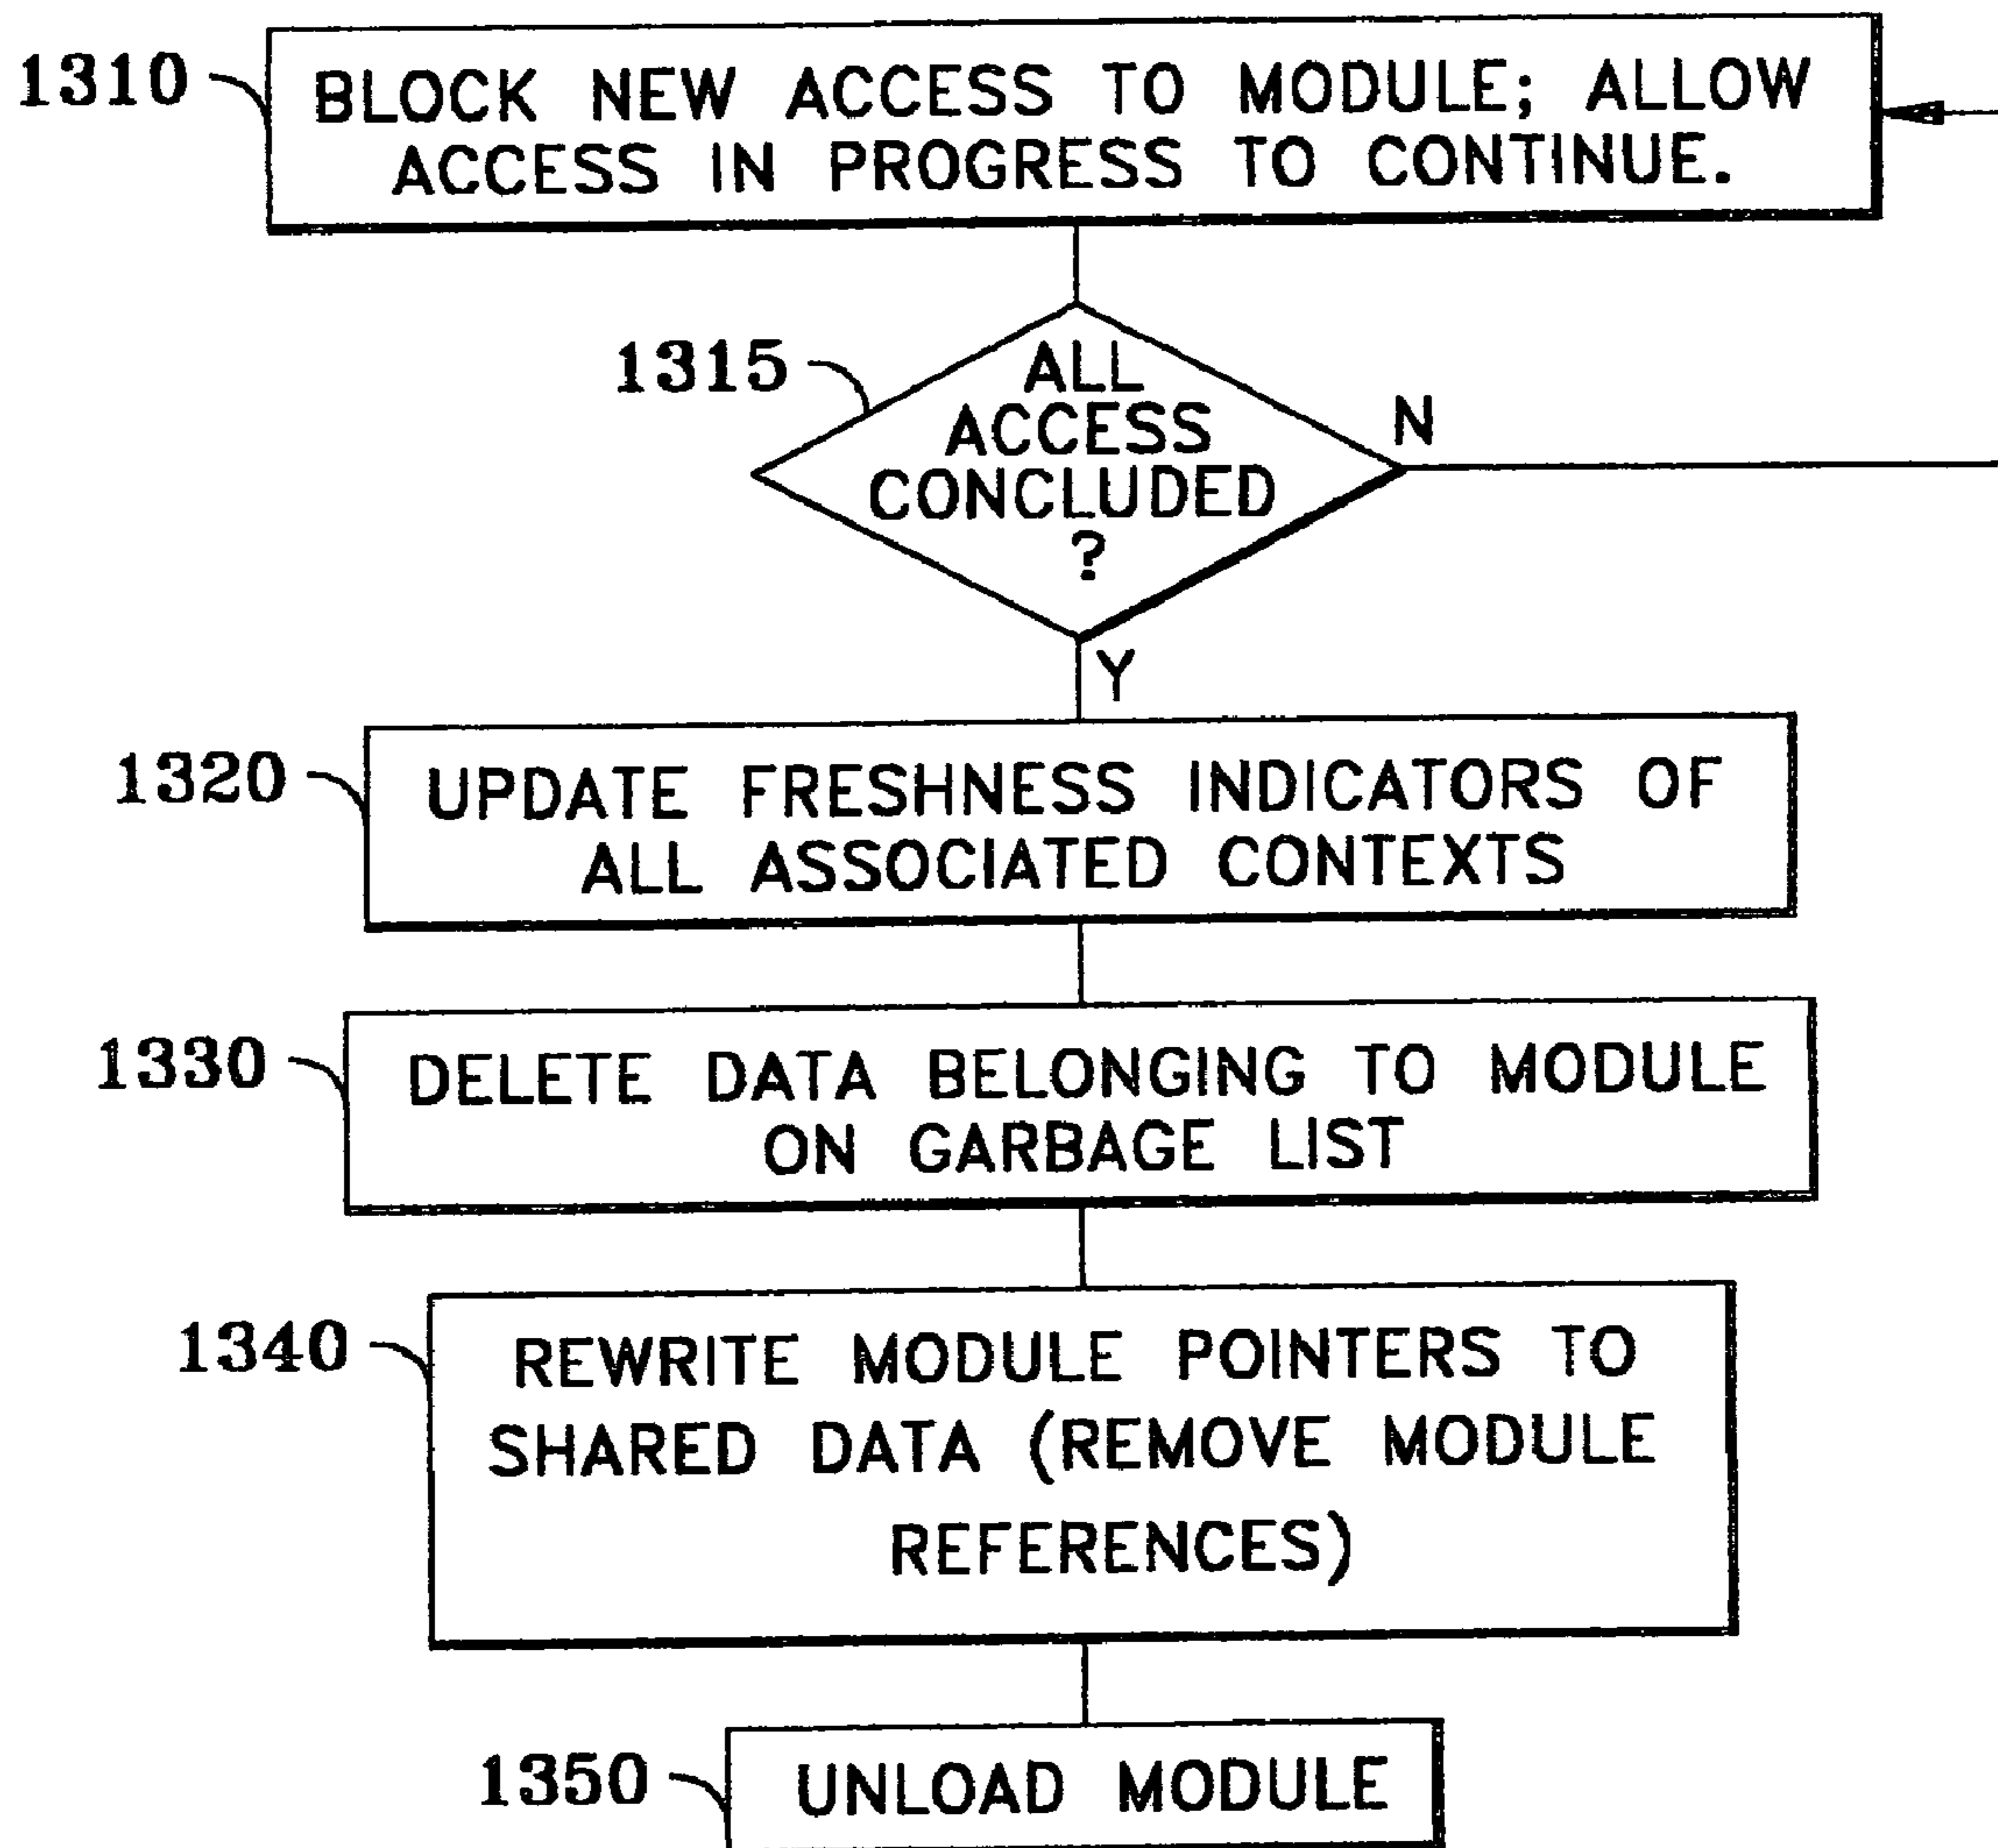 1310
BLOCK NEW ACCESS TO MODULE; ALLOW
ACCESS IN PROGRESS TO CONTINUE.
1315
ALL
ACCESS
CONCLUDED
?
N
Y
1320
UPDATE FRESHNESS INDICATORS OF
ALL ASSOCIATED CONTEXTS
1330
DELETE DATA BELONGING TO MODULE
ON GARBAGE LIST
1340
REWRITE MODULE POINTERS TO
SHARED DATA (REMOVE MODULE
REFERENCES)
1350
UNLOAD MODULE